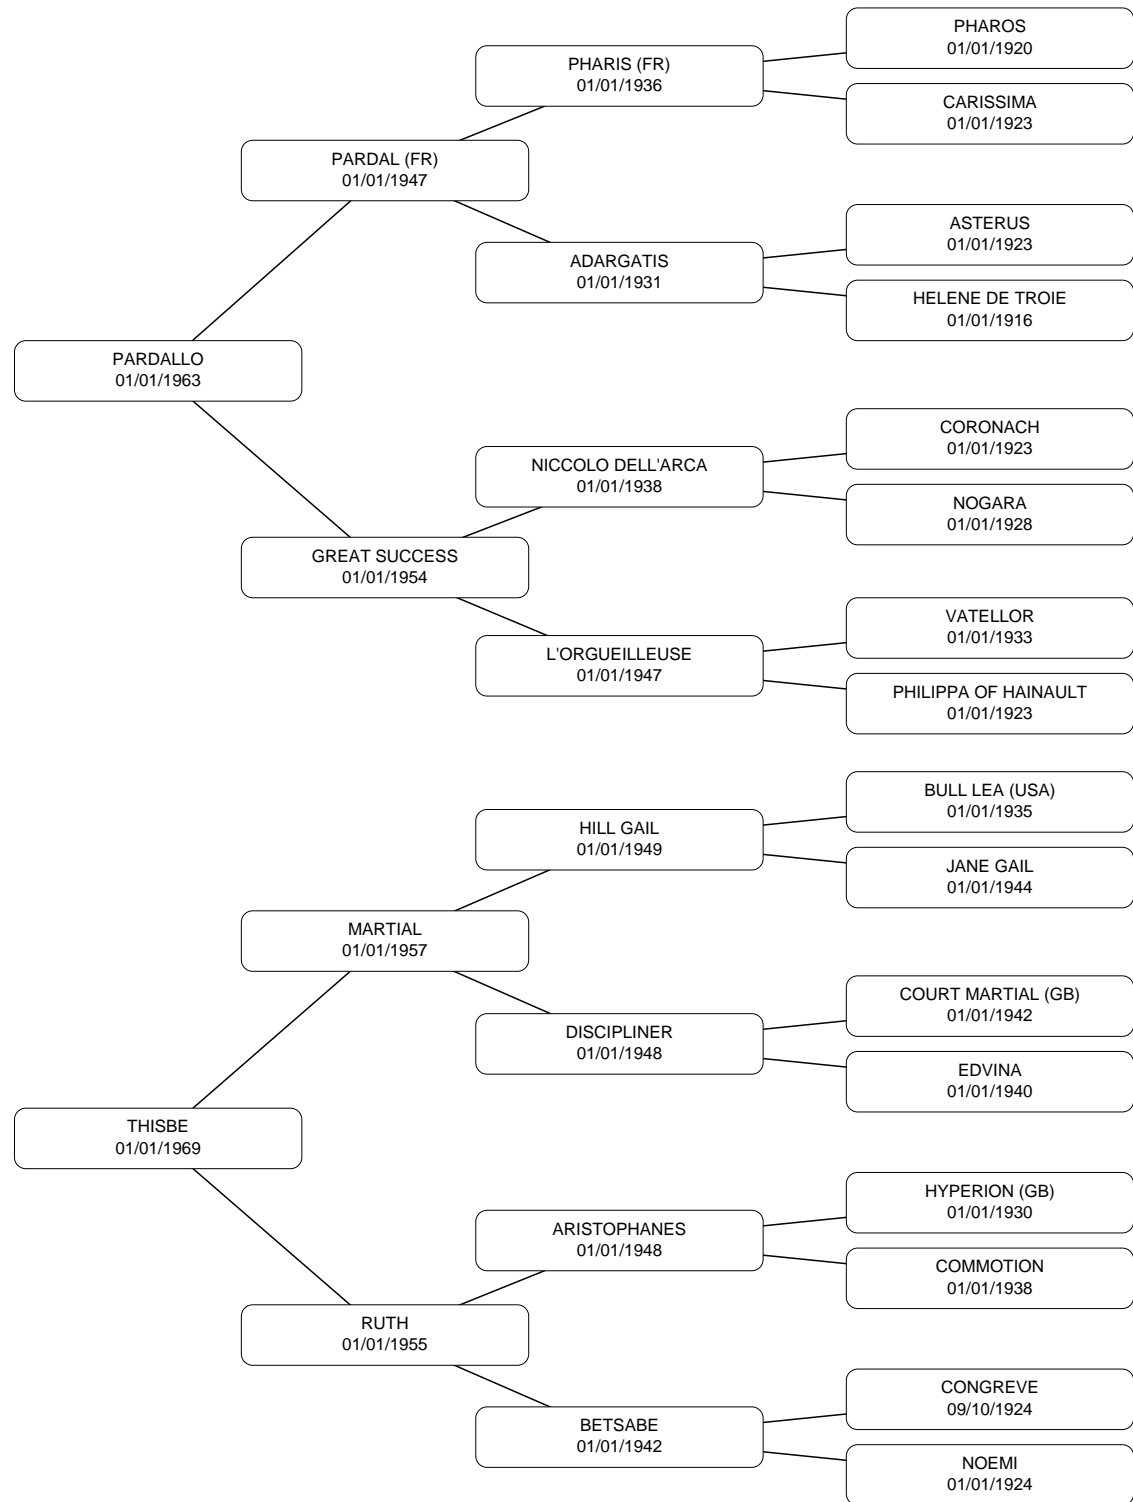 PHAROS
01/01/1920
PHARIS (FR)
01/01/1936
CARISSIMA
01/01/1923
PARDAL (FR)
01/01/1947
ASTERUS
01/01/1923
ADARGATIS
01/01/1931
HELENE DE TROIE
01/01/1916
PARDALLO
01/01/1963
CORONACH
01/01/1923
NICCOLO DELL'ARCA
01/01/1938
NOGARA
01/01/1928
GREAT SUCCESS
01/01/1954
VATELLOR
01/01/1933
L'ORGUEILLEUSE
01/01/1947
PHILIPPA OF HAINAULT
01/01/1923
BULL LEA (USA)
01/01/1935
HILL GAIL
01/01/1949
JANE GAIL
01/01/1944
MARTIAL
01/01/1957
COURT MARTIAL (GB)
01/01/1942
DISCIPLINER
01/01/1948
EDVINA
01/01/1940
THISBE
01/01/1969
HYPERION (GB)
01/01/1930
ARISTOPHANES
01/01/1948
COMMOTION
01/01/1938
RUTH
01/01/1955
CONGREVE
09/10/1924
BETSABE
01/01/1942
NOEMI
01/01/1924